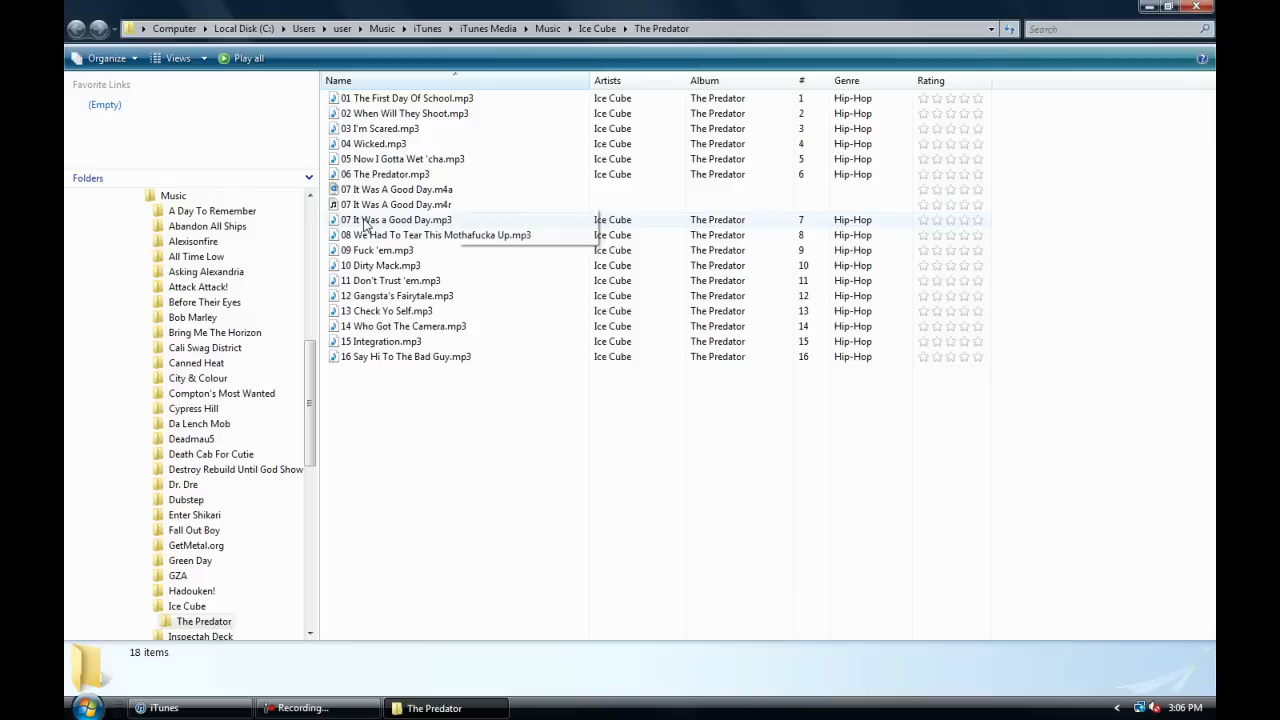 Computer Local Disk (C:) Users user Music iTunes iTunes Media Music Ice Cube The Predator Search
Organize Views Play all
Favorite Links
(Empty)
Folders
Music
A Day To Remember
Abandon All Ships
Alexisonfire
All Time Low
Asking Alexandria
Attack Attack!
Before Their Eyes
Bob Marley
Bring Me The Horizon
Cali Swag District
Canned Heat
City & Colour
Compton's Most Wanted
Cypress Hill
Da Lench Mob
Deadmau5
Death Cab For Cutie
Destroy Rebuild Until God Show
Dr. Dre
Dubstep
Enter Shikari
Fall Out Boy
GetMetal.org
Green Day
GZA
Hadouken!
Ice Cube
The Predator
Inspectah Deck
Name Artists Album # Genre Rating
01 The First Day Of School.mp3 Ice Cube The Predator 1 Hip-Hop
02 When Will They Shoot.mp3 Ice Cube The Predator 2 Hip-Hop
03 I'm Scared.mp3 Ice Cube The Predator 3 Hip-Hop
04 Wicked.mp3 Ice Cube The Predator 4 Hip-Hop
05 Now I Gotta Wet 'cha.mp3 Ice Cube The Predator 5 Hip-Hop
06 The Predator.mp3 Ice Cube The Predator 6 Hip-Hop
07 It Was A Good Day.m4a
07 It Was A Good Day.m4r
07 It Was a Good Day.mp3 Ice Cube The Predator 7 Hip-Hop
08 We Had To Tear This Mothafucka Up.mp3 Ice Cube The Predator 8 Hip-Hop
09 Fuck 'em.mp3 Ice Cube The Predator 9 Hip-Hop
10 Dirty Mack.mp3 Ice Cube The Predator 10 Hip-Hop
11 Don't Trust 'em.mp3 Ice Cube The Predator 11 Hip-Hop
12 Gangsta's Fairytale.mp3 Ice Cube The Predator 12 Hip-Hop
13 Check Yo Self.mp3 Ice Cube The Predator 13 Hip-Hop
14 Who Got The Camera.mp3 Ice Cube The Predator 14 Hip-Hop
15 Integration.mp3 Ice Cube The Predator 15 Hip-Hop
16 Say Hi To The Bad Guy.mp3 Ice Cube The Predator 16 Hip-Hop
18 items
iTunes Recording... The Predator 3:06 PM